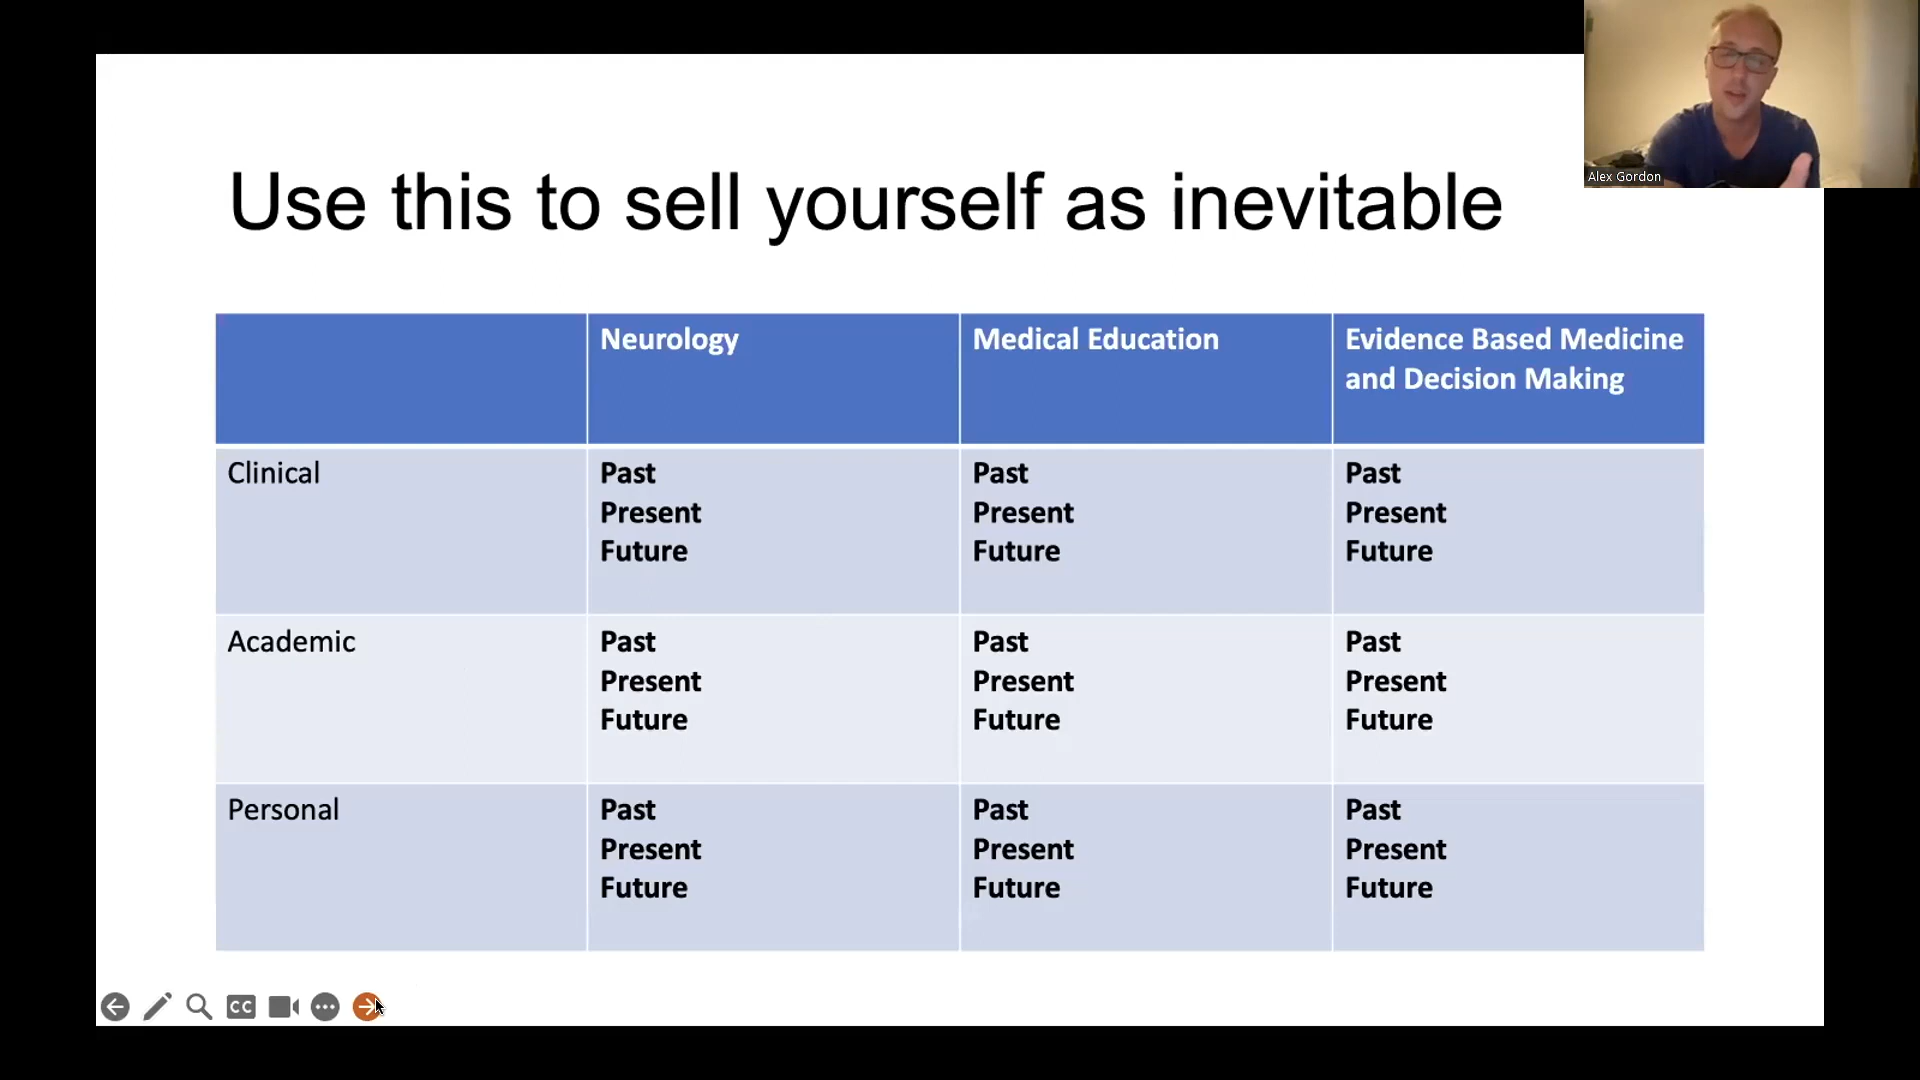 Alex Gordon
Use this to sell yourself as inevitable
Neurology
Medical Education
Evidence Based Medicine
and Decision Making
Clinical
Past
Present
Future
Past
Present
Future
Past
Present
Future
Academic
Past
Present
Future
Past
Present
Future
Past
Present
Future
Personal
Past
Present
Future
Past
Present
Future
Past
Present
Future
CC